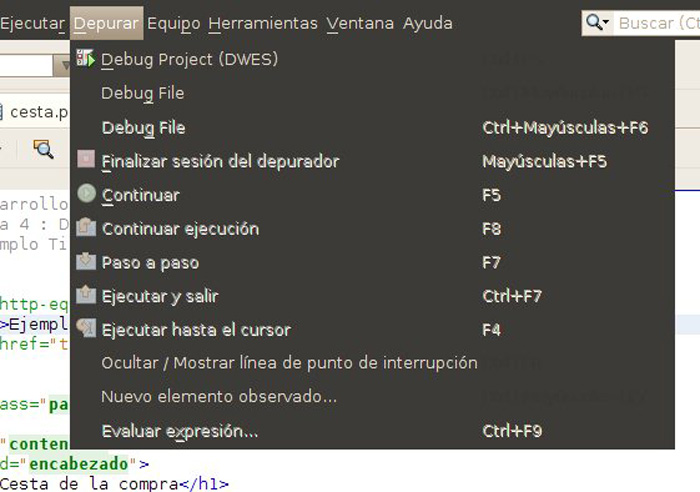 Ejecutar Depurar Equipo Herramientas Ventana Ayuda Buscar (Ct
Debug Project (DWES)
Debug File
cesta.p
Debug File Ctrl+Mayúsculas+F6
Finalizar sesión del depurador Mayúsculas+F5
Continuar F5
arrollo
a 4 : D
Continuar ejecución F8
mplo Ti
Paso a paso F7
Ejecutar y salir Ctrl+F7
http-eq
>Ejempl
Ejecutar hasta el cursor F4
href="t
Ocultar / Mostrar línea de punto de interrupción
Nuevo elemento observado...
ass="pa
Evaluar expresión... Ctrl+F9
"conten
d="encabezado">
Cesta de la compra</h1>